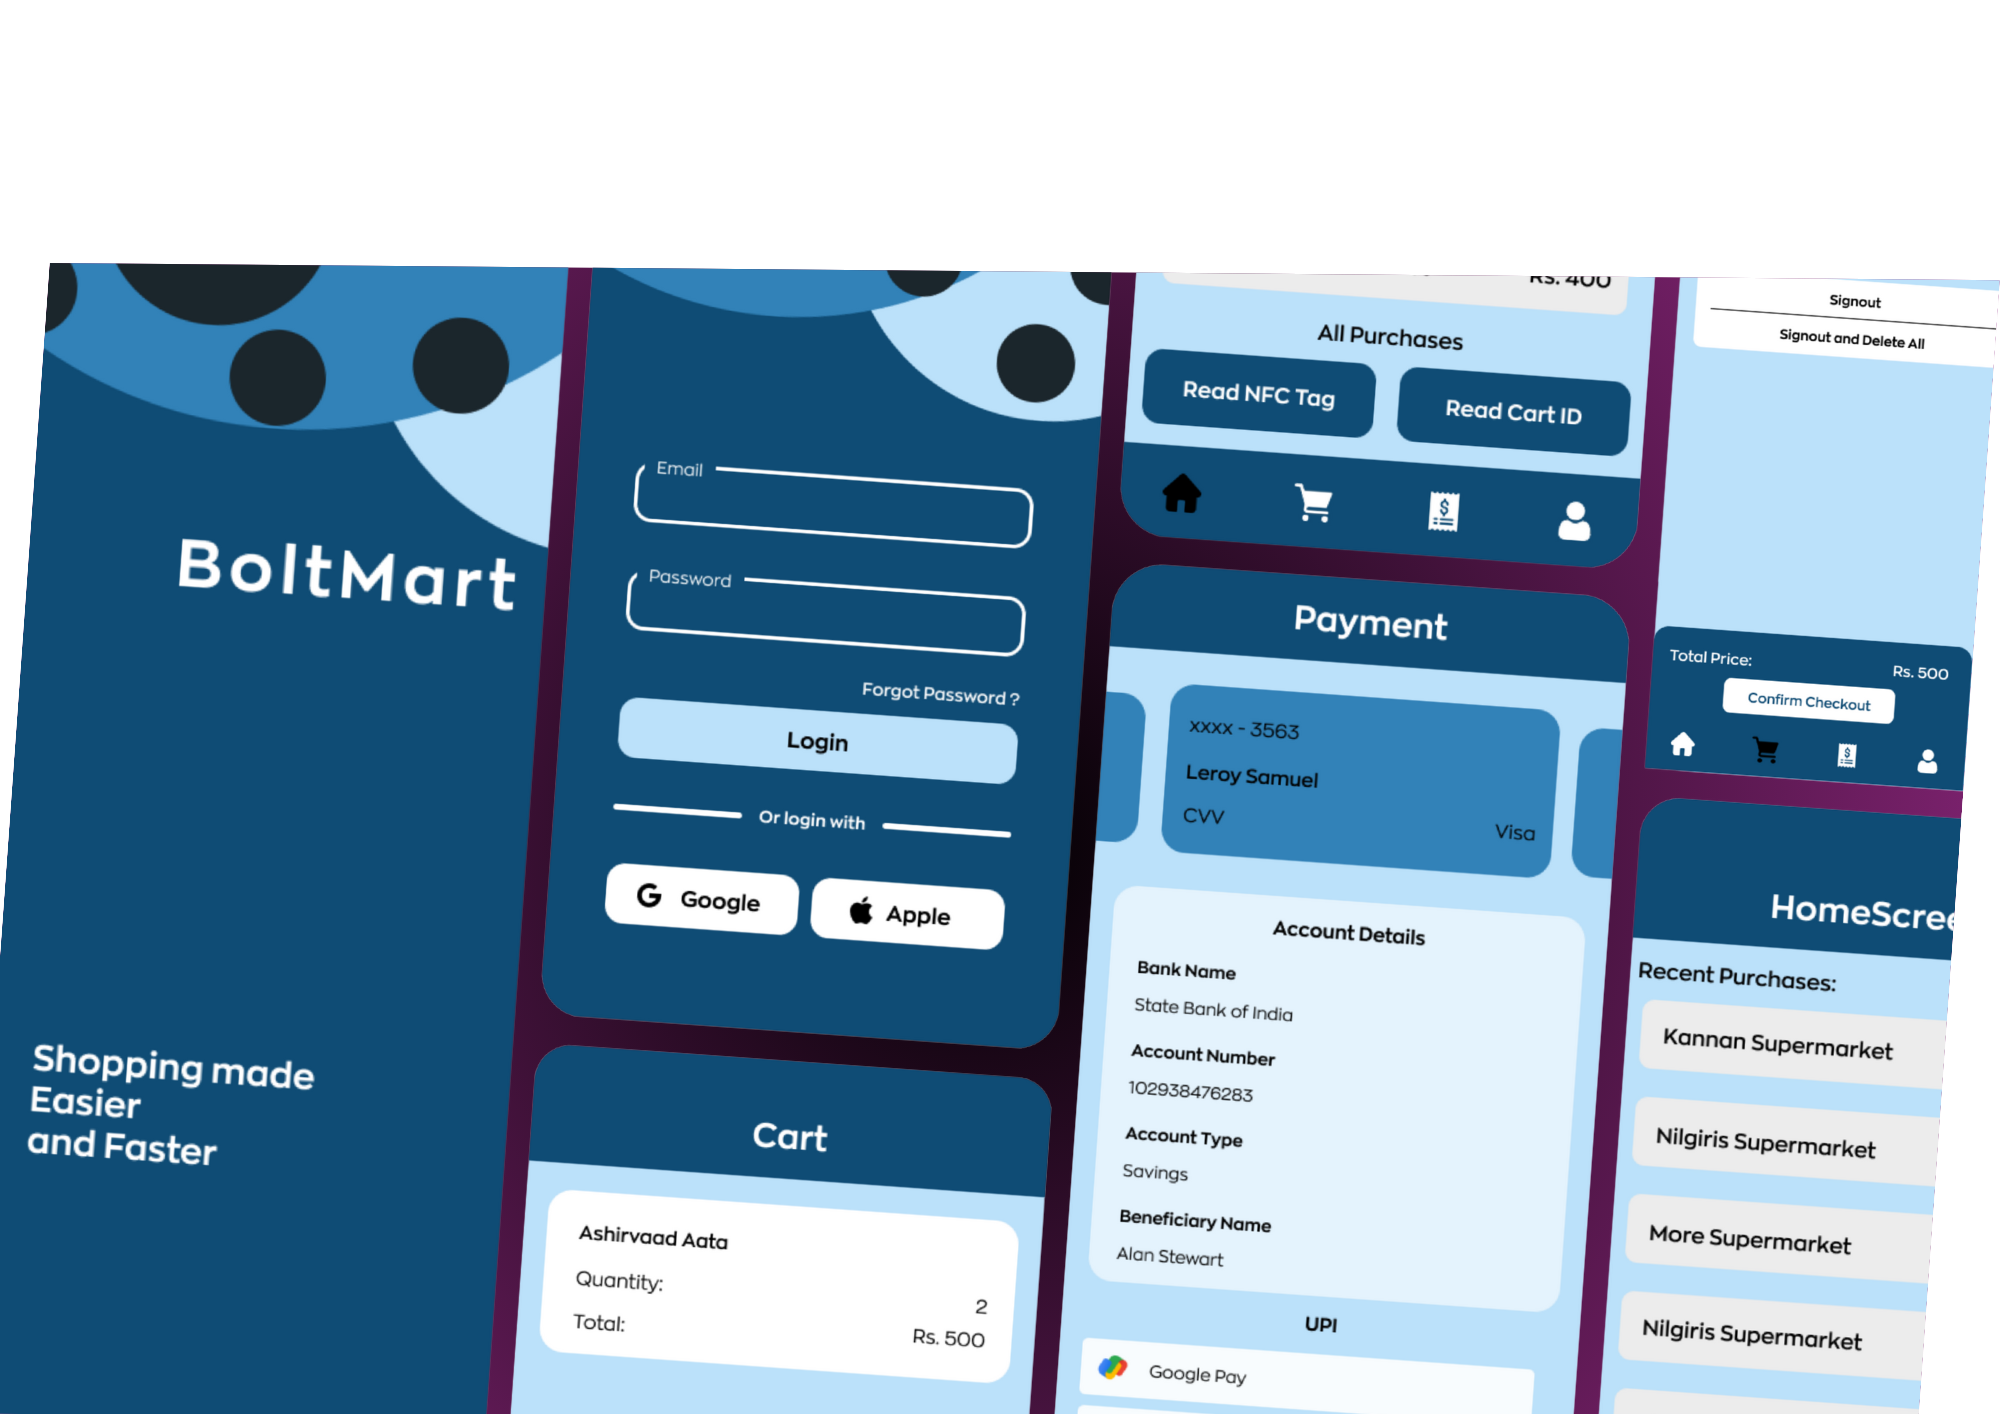 BoltMart
Shopping made
Easier
and Faster
Email
Password
Forgot Password ?
Login
Or login with
Google
Apple
Cart
Ashirvaad Aata
Quantity: 2
Total: Rs. 500
Rs. 400
All Purchases
Read NFC Tag
Read Cart ID
Payment
xxxx - 3563
Leroy Samuel
CVV
Visa
Account Details
Bank Name
State Bank of India
Account Number
102938476283
Account Type
Savings
Beneficiary Name
Alan Stewart
UPI
Google Pay
Signout
Signout and Delete All
Total Price: Rs. 500
Confirm Checkout
HomeScree
Recent Purchases:
Kannan Supermarket
Nilgiris Supermarket
More Supermarket
Nilgiris Supermarket